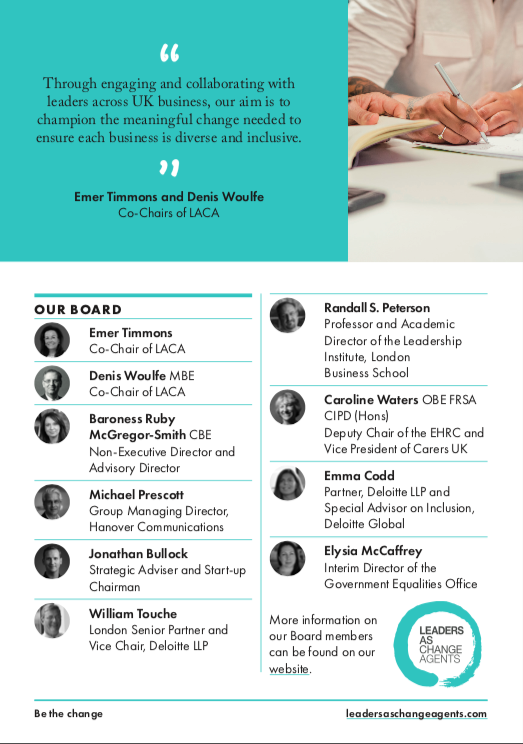 “
Through engaging and collaborating with
leaders across UK business, our aim is to
champion the meaningful change needed to
ensure each business is diverse and inclusive.
”
Emer Timmons and Denis Woulfe
Co-Chairs of LACA
OUR BOARD
Emer Timmons
Co-Chair of LACA
Denis Woulfe MBE
Co-Chair of LACA
Baroness Ruby
McGregor-Smith CBE
Non-Executive Director and
Advisory Director
Michael Prescott
Group Managing Director,
Hanover Communications
Jonathan Bullock
Strategic Adviser and Start-up
Chairman
William Touche
London Senior Partner and
Vice Chair, Deloitte LLP
Randall S. Peterson
Professor and Academic
Director of the Leadership
Institute, London
Business School
Caroline Waters OBE FRSA
CIPD (Hons)
Deputy Chair of the EHRC and
Vice President of Carers UK
Emma Codd
Partner, Deloitte LLP and
Special Advisor on Inclusion,
Deloitte Global
Elysia McCaffrey
Interim Director of the
Government Equalities Office
More information on
our Board members
can be found on our
website.
LEADERS
AS
CHANGE
AGENTS
Be the change
leadersaschangeagents.com